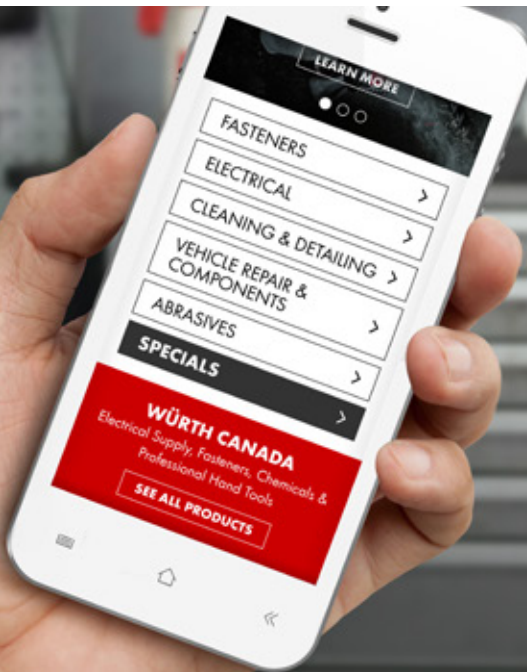 LEARN MORE
FASTENERS
ELECTRICAL
CLEANING & DETAILING
VEHICLE REPAIR &
COMPONENTS
ABRASIVES
SPECIALS
WÜRTH CANADA
Electrical Supply, Fasteners, Chemicals &
Professional Hand Tools
SEE ALL PRODUCTS